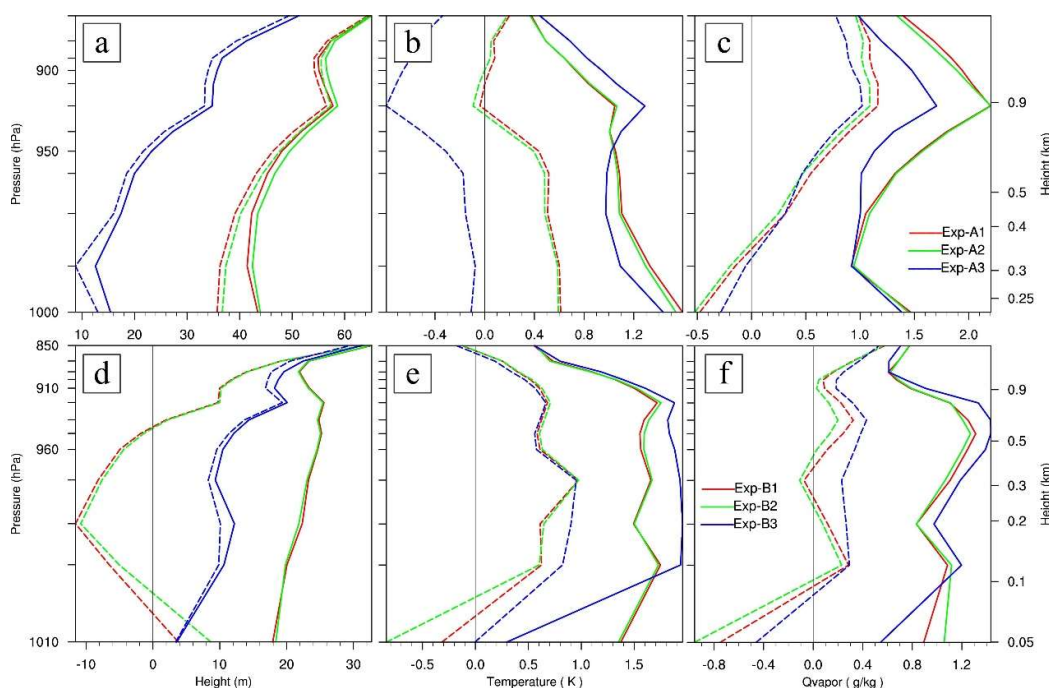 a
b
c
Pressure (hPa)
900
950
1000
10 20 30 40 50 60
-0.4 0.0 0.4 0.8 1.2
0.0 0.5 1.0 1.5 2.0
0.9
0.5
0.4
0.3
0.25
Height (km)
Exp-A1
Exp-A2
Exp-A3
d
e
f
Pressure (hPa)
850
910
960
1010
-10 0 10 20 30
Height (m)
-0.5 0.0 0.5 1.0 1.5
Temperature ( K )
-0.8 -0.4 0.0 0.4 0.8 1.2
Qvapor ( g/kg )
0.9
0.5
0.3
0.2
0.1
0.05
Height (km)
Exp-B1
Exp-B2
Exp-B3